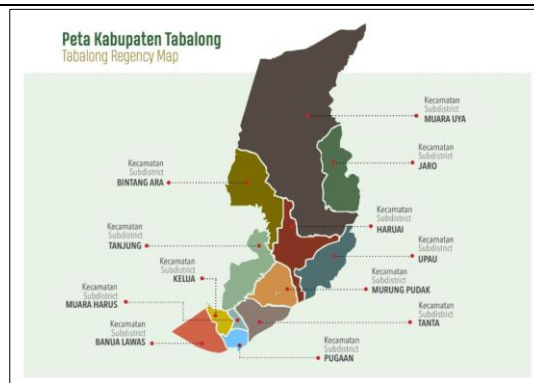 Peta Kabupaten Tabalong
Tabalong Regency Map
Kecamatan
Subdistrict
MUARA UYA
Kecamatan
Subdistrict
JARO
Kecamatan
Subdistrict
BINTANG ARA
Kecamatan
Subdistrict
HARUAI
Kecamatan
Subdistrict
TANJUNG
Kecamatan
Subdistrict
UPAU
Kecamatan
Subdistrict
KELUA
Kecamatan
Subdistrict
MURUNG PUDAK
Kecamatan
Subdistrict
MUARA HARUS
Kecamatan
Subdistrict
TANTA
Kecamatan
Subdistrict
BANUA LAWAS
Kecamatan
Subdistrict
PUGAAN